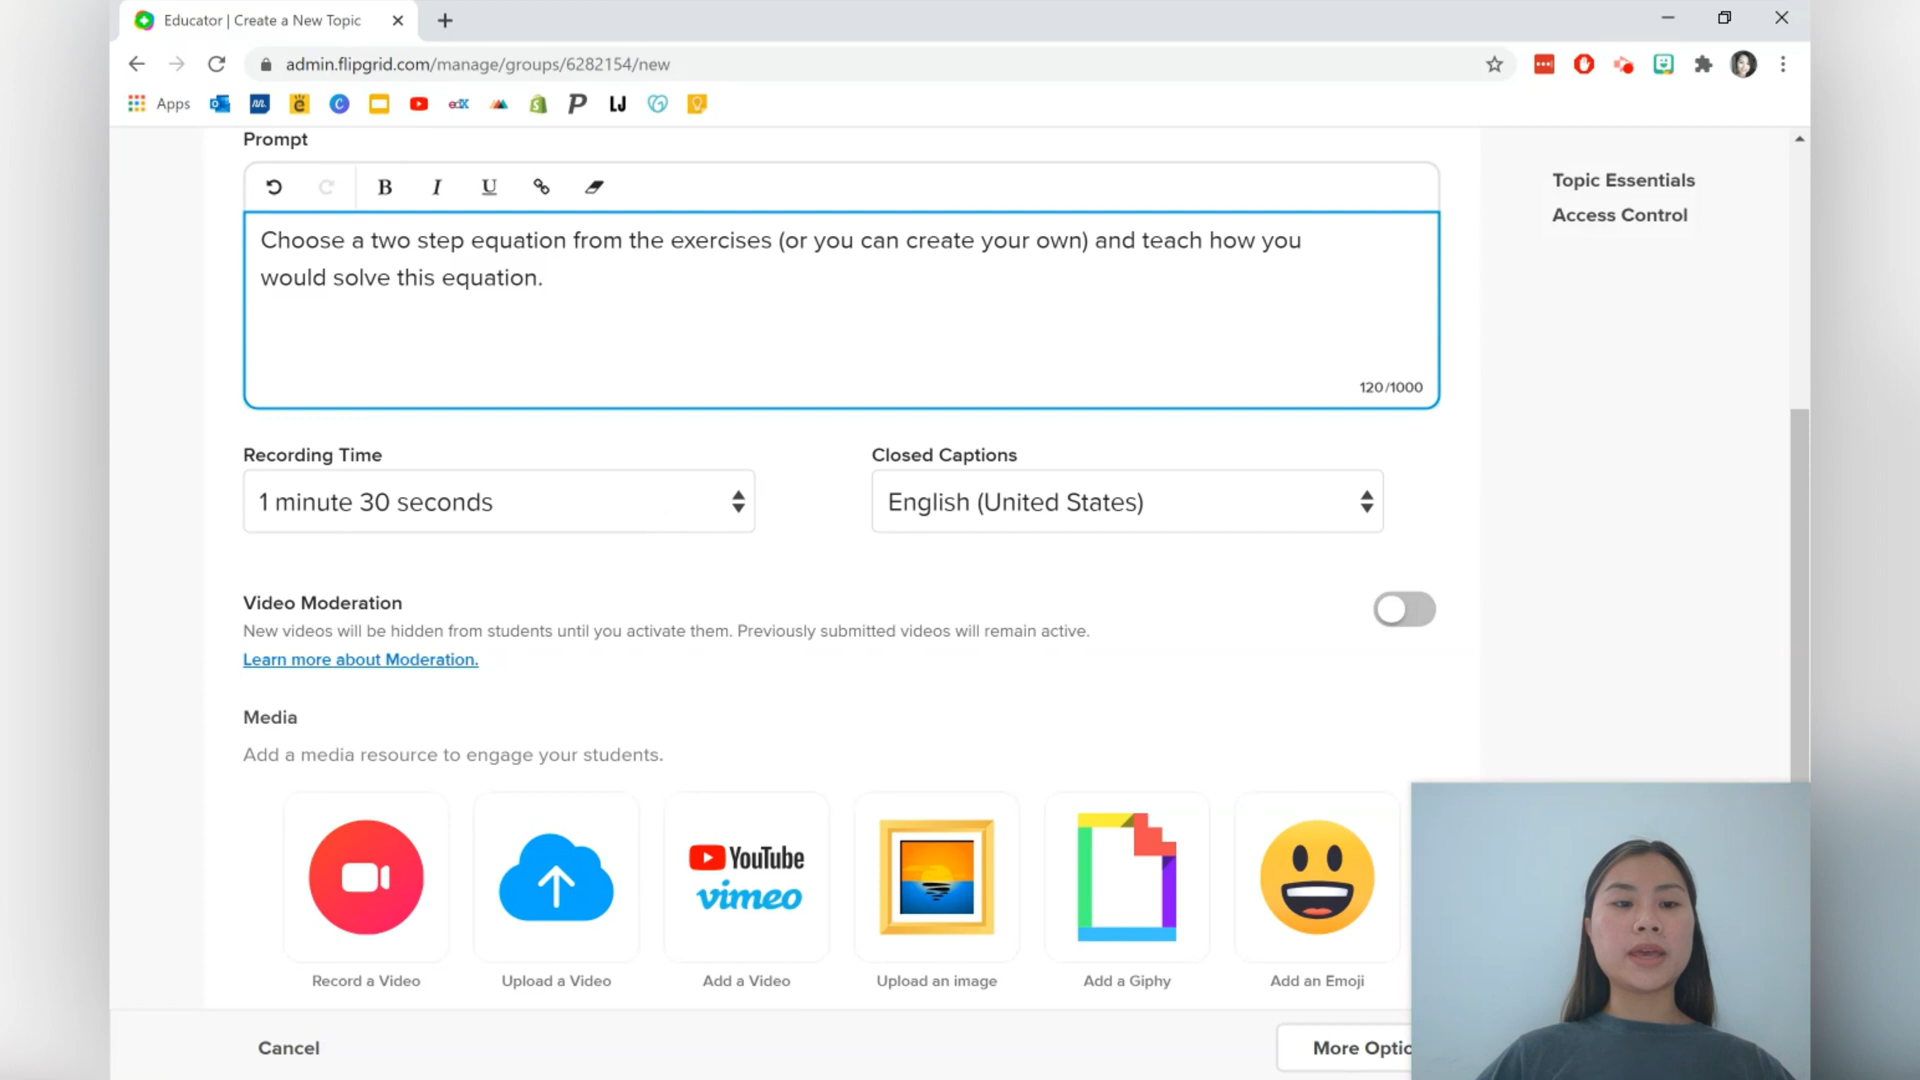 Educator | Create a New Topic
admin.flipgrid.com/manage/groups/6282154/new
Apps
edX
P
IJ
Prompt
B I U
Choose a two step equation from the exercises (or you can create your own) and teach how you
would solve this equation.
120/1000
Topic Essentials
Access Control
Recording Time
Closed Captions
1 minute 30 seconds
English (United States)
Video Moderation
New videos will be hidden from students until you activate them. Previously submitted videos will remain active.
Learn more about Moderation.
Media
Add a media resource to engage your students.
YouTube
vimeo
Record a Video
Upload a Video
Add a Video
Upload an image
Add a Giphy
Add an Emoji
Cancel
More Optio